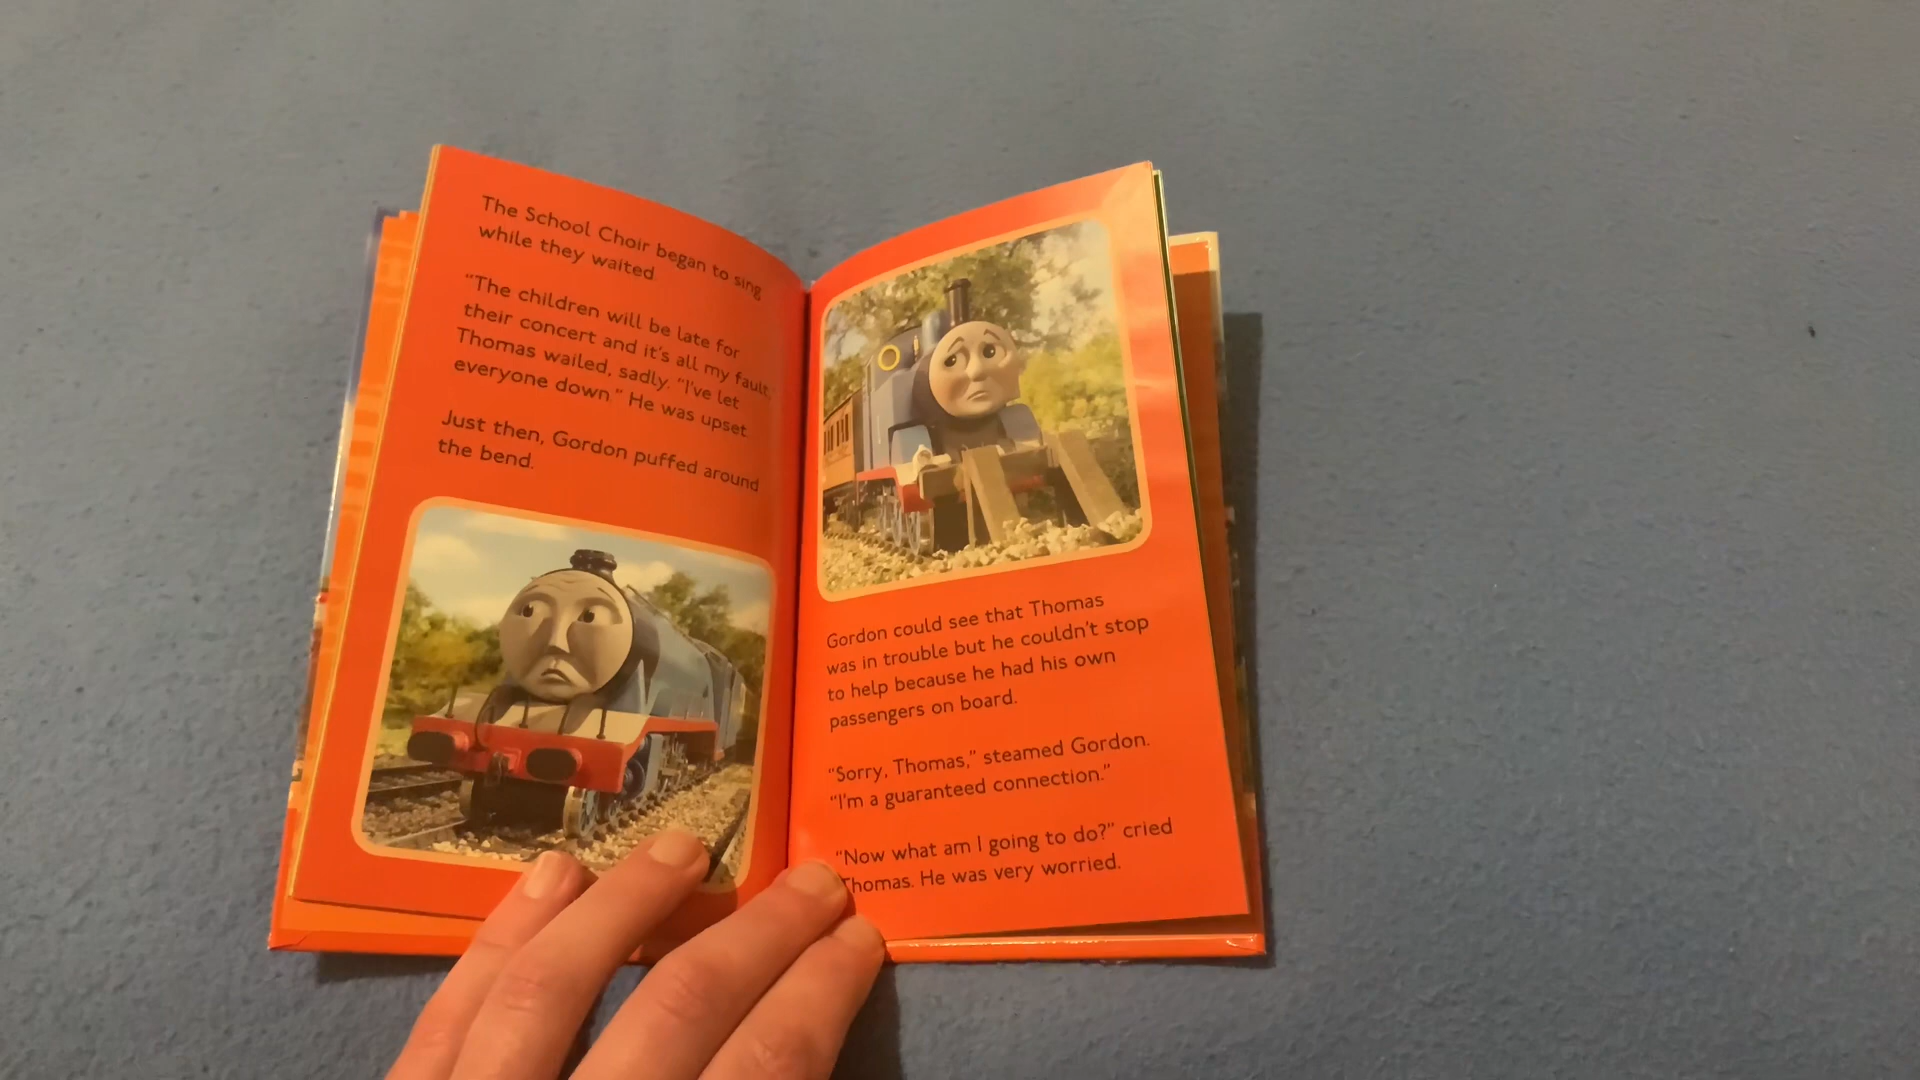 The School Choir began to sing
while they waited.
"The children will be late for
their concert and it's all my fault,"
Thomas wailed, sadly. "I've let
everyone down." He was upset.
Just then, Gordon puffed around
the bend.
Gordon could see that Thomas
was in trouble but he couldn't stop
to help because he had his own
passengers on board.
"Sorry, Thomas," steamed Gordon.
"I'm a guaranteed connection."
"Now what am I going to do?" cried
Thomas. He was very worried.